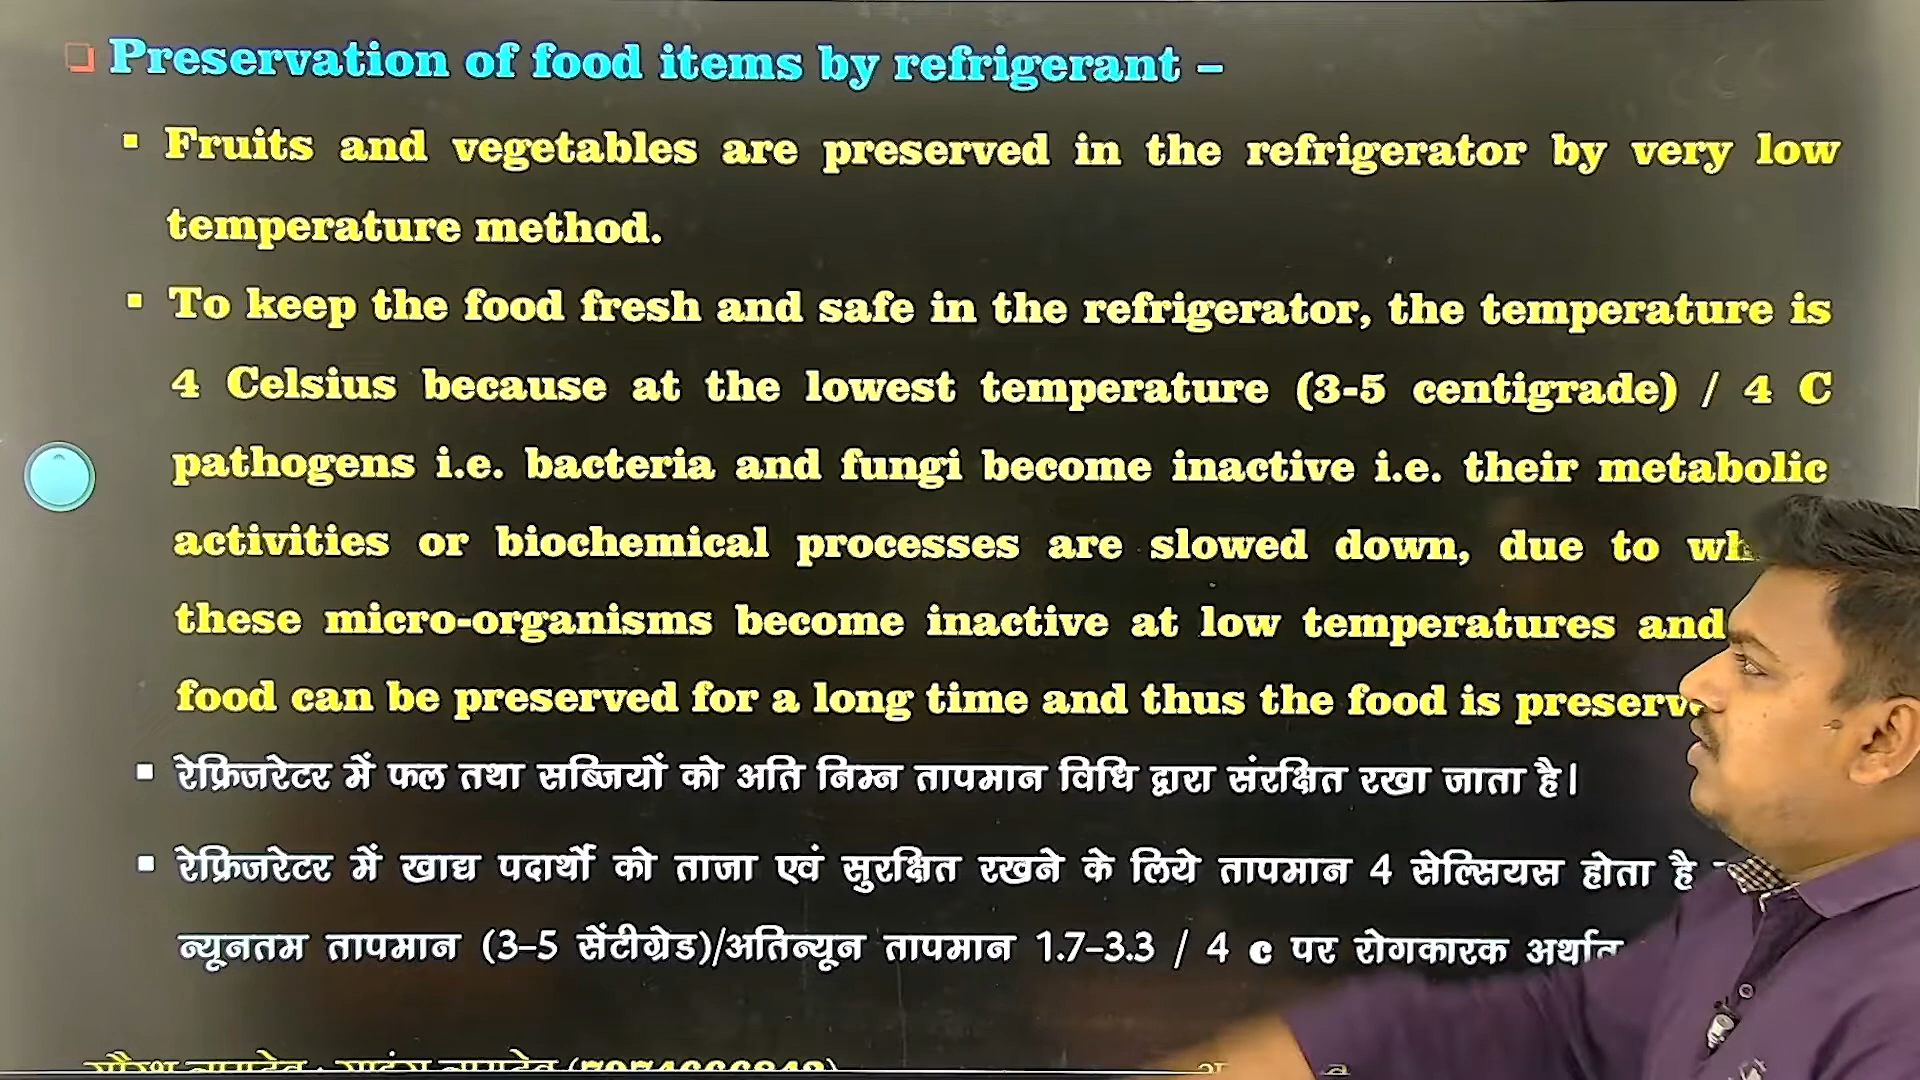 Preservation of food items by refrigerant –
Fruits and vegetables are preserved in the refrigerator by very low
temperature method.
To keep the food fresh and safe in the refrigerator, the temperature is
4 Celsius because at the lowest temperature (3-5 centigrade) / 4 C
pathogens i.e. bacteria and fungi become inactive i.e. their metabolic
activities or biochemical processes are slowed down, due to
these micro-organisms become inactive at low temperatures and
food can be preserved for a long time and thus the food is
रेफ्रिजरेटर में फल तथा सब्जियों को अति निम्न तापमान विधि द्वारा संरक्षित रखा जाता है।
रेफ्रिजरेटर में खाद्य पदार्थों को ताजा एवं सुरक्षित रखने के लिये तापमान 4 सेल्सियस होता है
न्यूनतम तापमान (3–5 सेंटीग्रेड)/अतिन्यून तापमान 1.7–3.3 / 4 c पर रोगकारक अर्थात